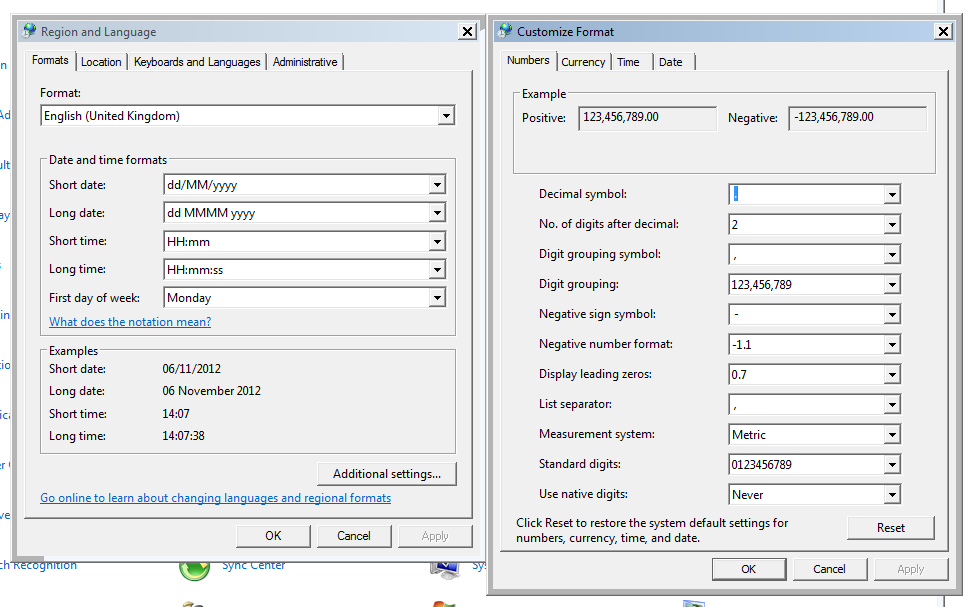 Region and Language
Formats Location Keyboards and Languages Administrative
Format:
English (United Kingdom)
Date and time formats
Short date: dd/MM/yyyy
Long date: dd MMMM yyyy
Short time: HH:mm
Long time: HH:mm:ss
First day of week: Monday
What does the notation mean?
Examples
Short date: 06/11/2012
Long date: 06 November 2012
Short time: 14:07
Long time: 14:07:38
Additional settings...
Go online to learn about changing languages and regional formats
OK Cancel Apply
Customize Format
Numbers Currency Time Date
Example
Positive: 123,456,789.00 Negative: -123,456,789.00
Decimal symbol: .
No. of digits after decimal: 2
Digit grouping symbol: ,
Digit grouping: 123,456,789
Negative sign symbol: -
Negative number format: -1.1
Display leading zeros: 0.7
List separator: ,
Measurement system: Metric
Standard digits: 0123456789
Use native digits: Never
Click Reset to restore the system default settings for
numbers, currency, time, and date.
Reset
OK Cancel Apply
Recognition
Sync Center